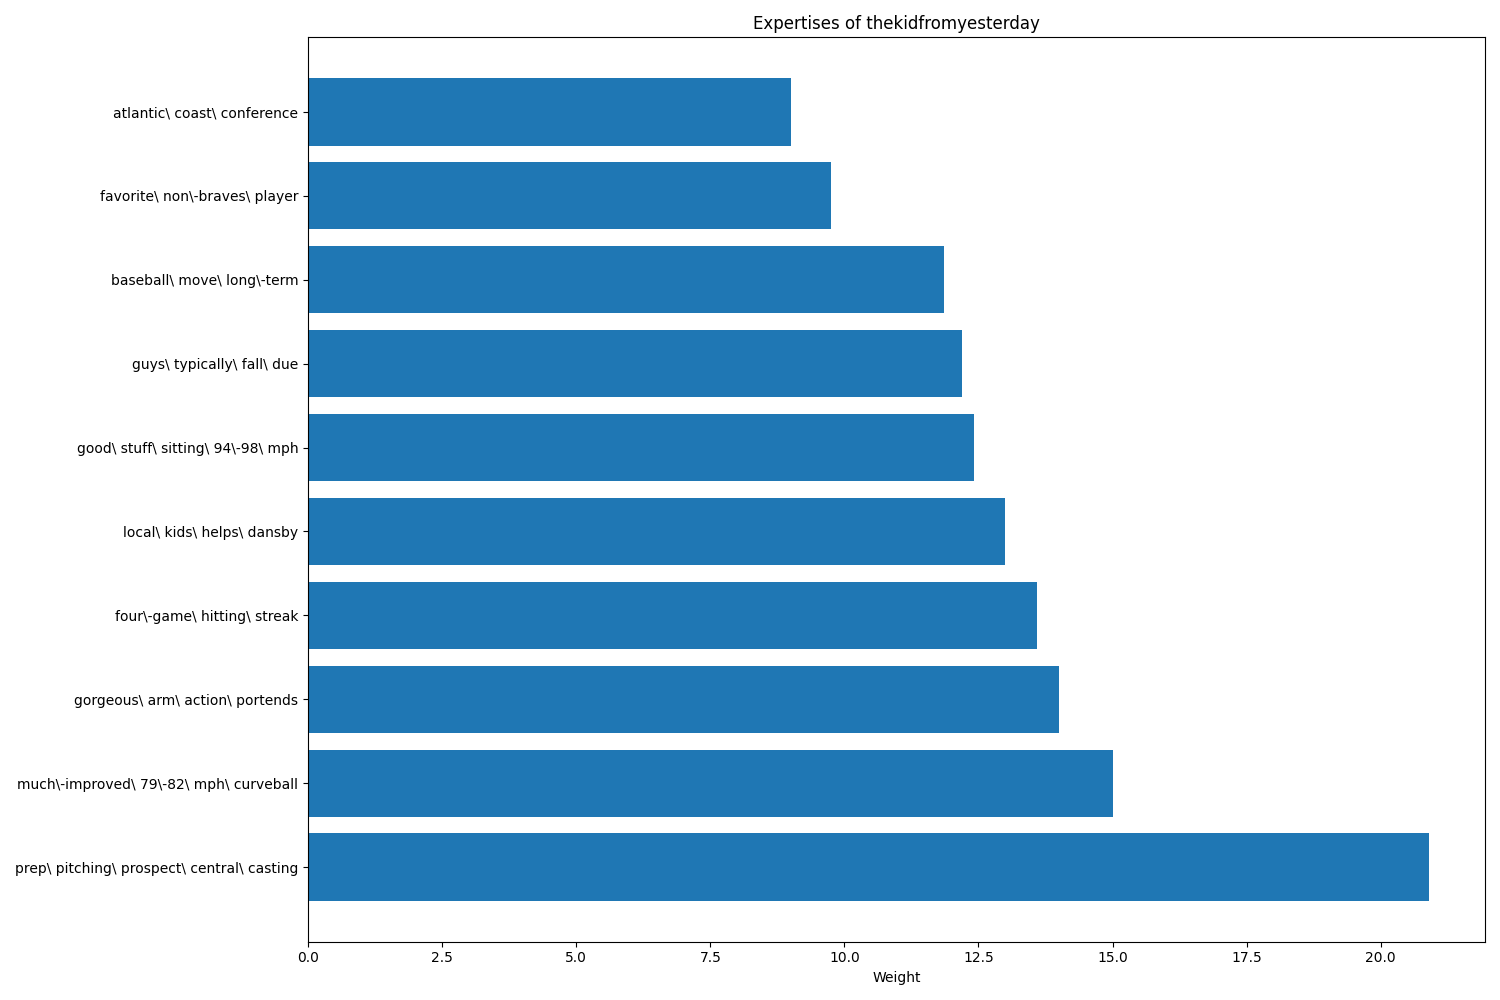 Expertises of thekidfromyesterday
atlantic\ coast\ conference
favorite\ non\-braves\ player
baseball\ move\ long\-term
guys\ typically\ fall\ due
good\ stuff\ sitting\ 94\-98\ mph
local\ kids\ helps\ dansby
four\-game\ hitting\ streak
gorgeous\ arm\ action\ portends
much\-improved\ 79\-82\ mph\ curveball
prep\ pitching\ prospect\ central\ casting
0.0 2.5 5.0 7.5 10.0 12.5 15.0 17.5 20.0
Weight